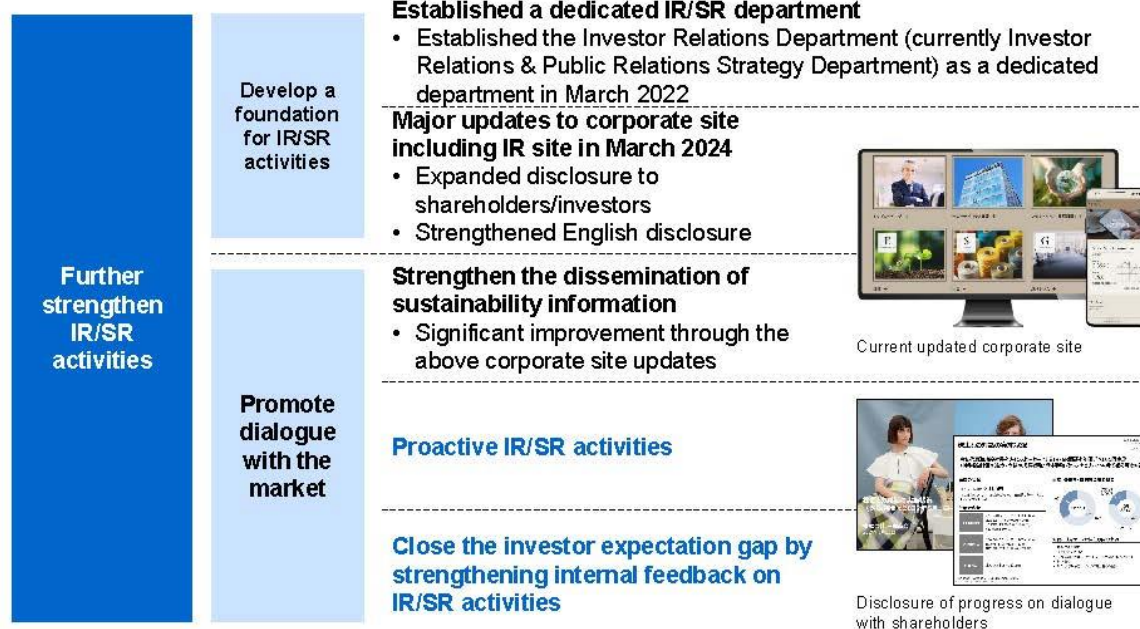 Further
strengthen
IR/SR
activities
Develop a
foundation
for IR/SR
activities
Established a dedicated IR/SR department
• Established the Investor Relations Department (currently Investor
Relations & Public Relations Strategy Department) as a dedicated
department in March 2022
Major updates to corporate site
including IR site in March 2024
• Expanded disclosure to
shareholders/investors
• Strengthened English disclosure
E
S
G
Current updated corporate site
Promote
dialogue
with the
market
Strengthen the dissemination of
sustainability information
• Significant improvement through the
above corporate site updates
Proactive IR/SR activities
Close the investor expectation gap by
strengthening internal feedback on
IR/SR activities
Disclosure of progress on dialogue
with shareholders